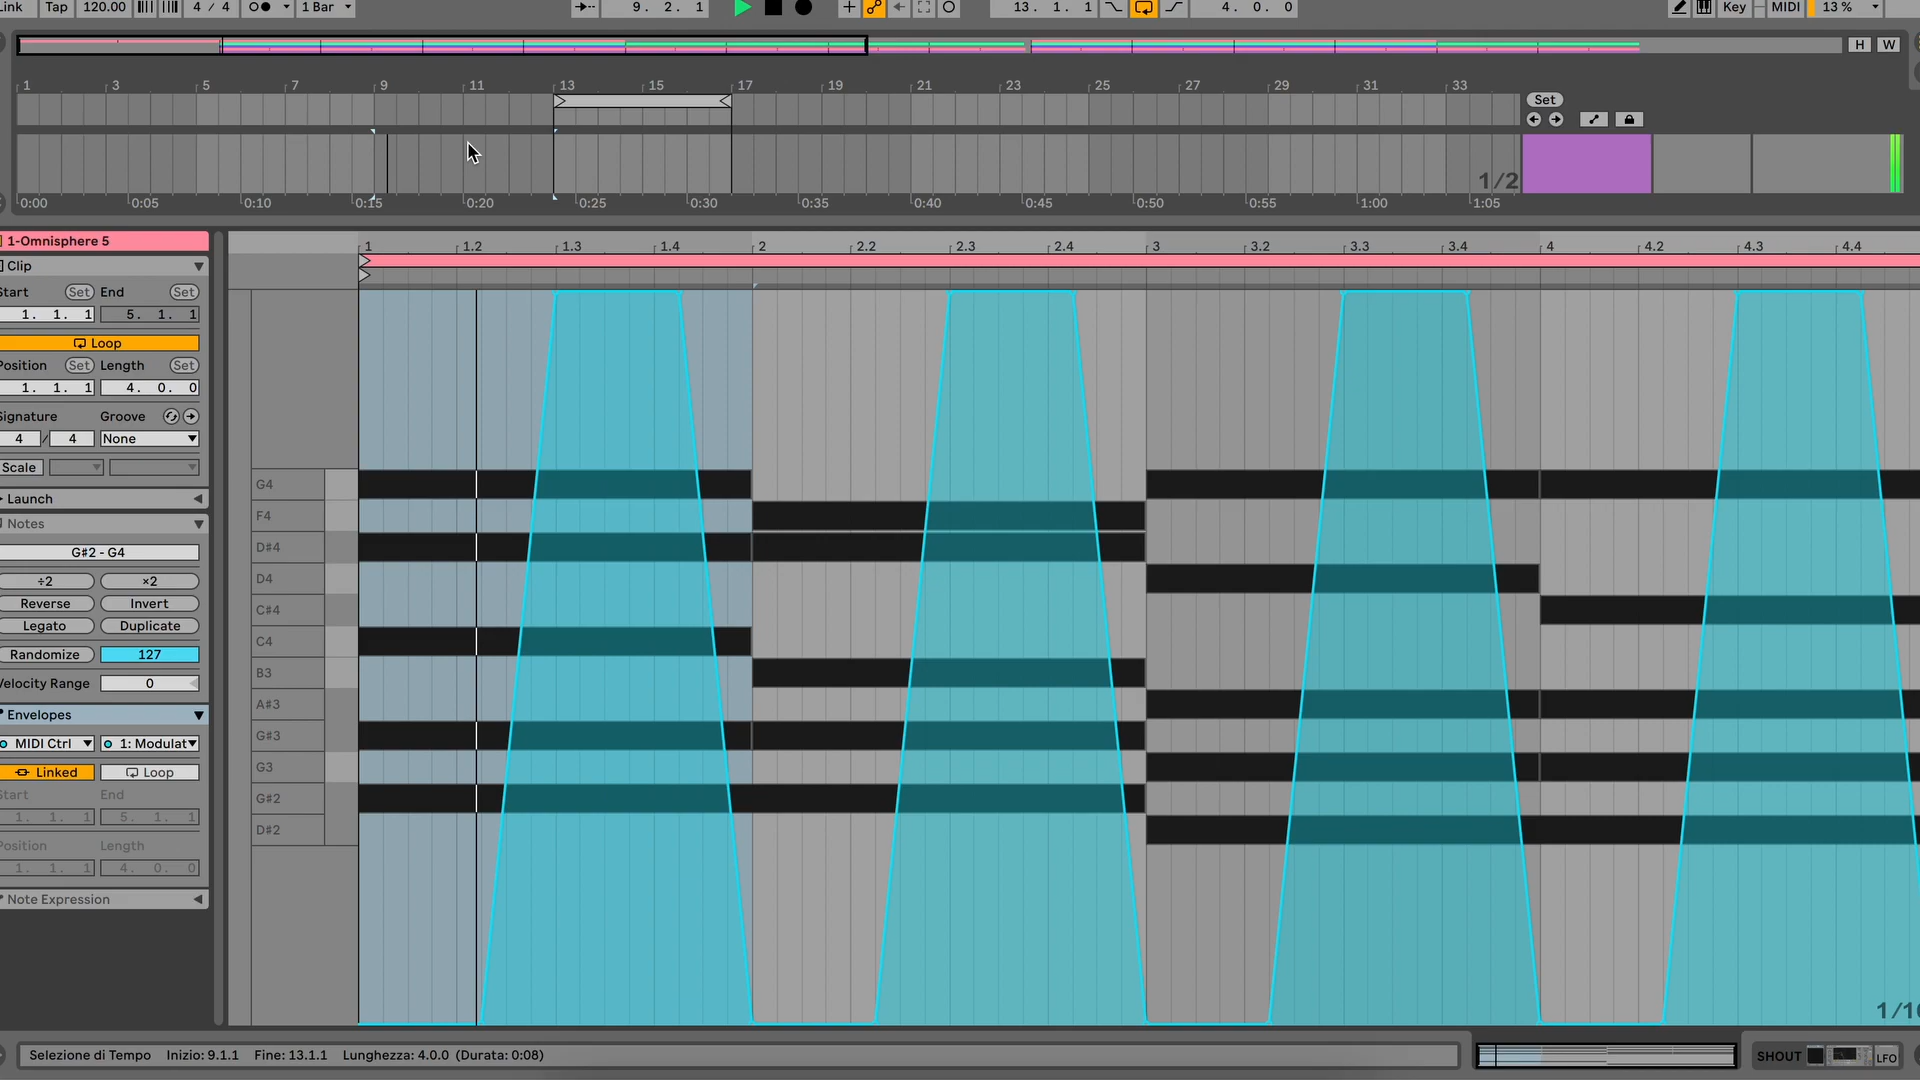 Link Tap 120.00 4 / 4 1 Bar 9. 2. 1 13. 1. 1 4. 0. 0 Key MIDI 13 %
H W
1 3 5 7 9 11 13 15 17 19 21 23 25 27 29 31 33
Set
1/2
0:00 0:05 0:10 0:15 0:20 0:25 0:30 0:35 0:40 0:45 0:50 0:55 1:00 1:05
1-Omnisphere 5
1 1.2 1.3 1.4 2 2.2 2.3 2.4 3 3.2 3.3 3.4 4 4.2 4.3 4.4
Clip
Start Set End Set
1. 1. 1 5. 1. 1
Loop
Position Set Length Set
1. 1. 1 4. 0. 0
Signature Groove
4 / 4 None
Scale
Launch
Notes
G#2 - G4
÷2 ×2
Reverse Invert
Legato Duplicate
Randomize 127
Velocity Range 0
Envelopes
MIDI Ctrl 1: Modulat
Linked Loop
Start End
1. 1. 1 5. 1. 1
Position Length
1. 1. 1 4. 0. 0
Note Expression
G4
F4
D#4
D4
C#4
C4
B3
A#3
G#3
G3
G#2
D#2
Selezione di Tempo Inizio: 9.1.1 Fine: 13.1.1 Lunghezza: 4.0.0 (Durata: 0:08)
SHOUT LFO